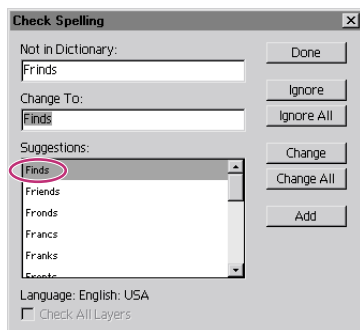 Check Spelling
Not in Dictionary:
Frinds
Change To:
Finds
Suggestions:
Finds
Friends
Fronds
Francs
Franks
Fronts
Language: English: USA
Check All Layers
Done
Ignore
Ignore All
Change
Change All
Add